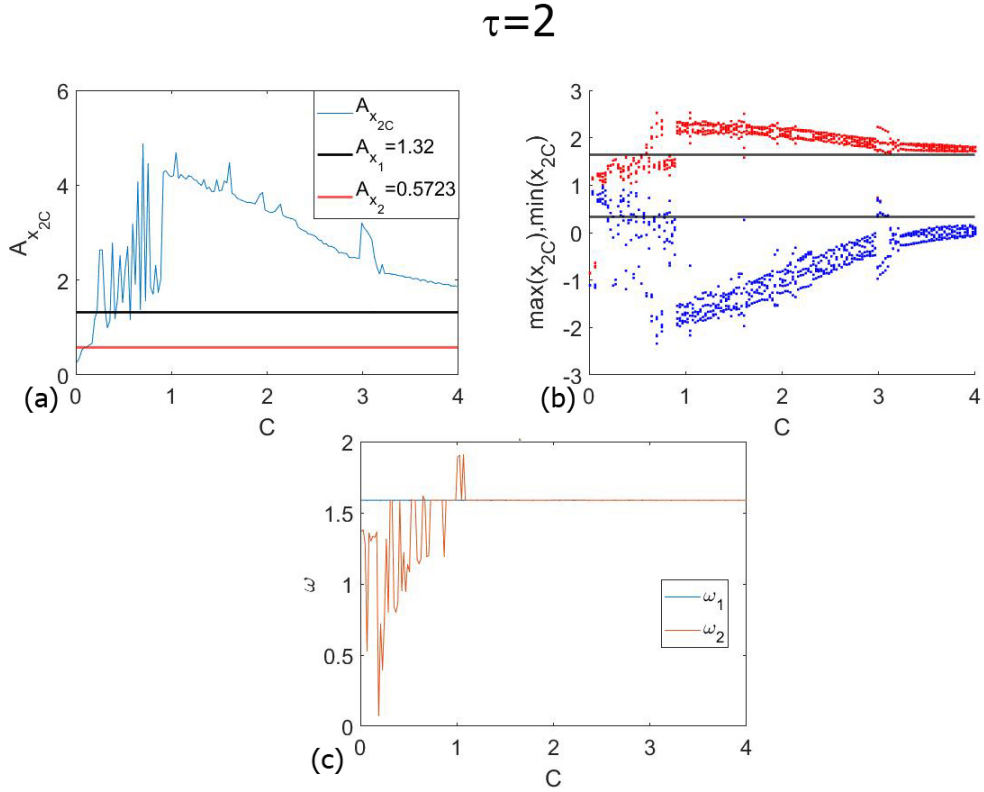 τ=2
6
4
2
0
A_{x_{2C}}
A_{x_{2C}}
A_{x_1}=1.32
A_{x_2}=0.5723
0 1 2 3 4
C
(a)
3
2
1
0
-1
-2
-3
max(x_{2C}),min(x_{2C})
0 1 2 3 4
C
(b)
2
1.5
1
0.5
0
ω
ω_1
ω_2
0 1 2 3 4
C
(c)